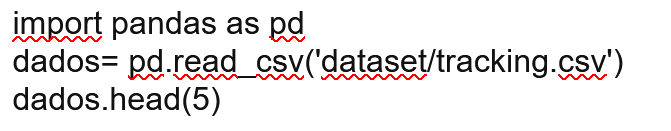 import pandas as pd
dados= pd.read_csv('dataset/tracking.csv')
dados.head(5)